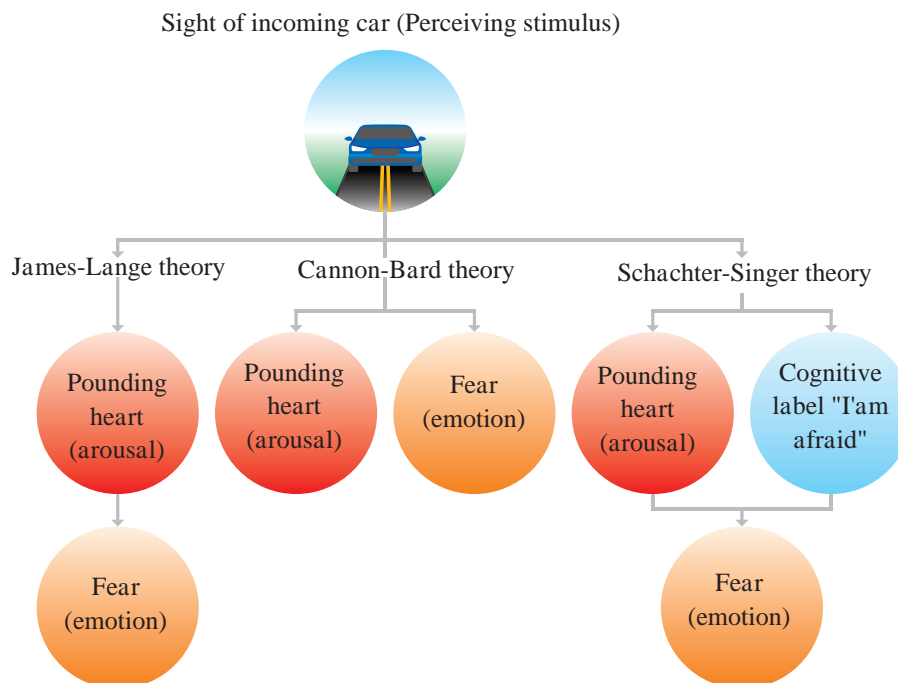 Sight of incoming car (Perceiving stimulus)
James-Lange theory
Cannon-Bard theory
Schachter-Singer theory
Pounding
heart
(arousal)
Pounding
heart
(arousal)
Fear
(emotion)
Pounding
heart
(arousal)
Cognitive
label "I'am
afraid"
Fear
(emotion)
Fear
(emotion)